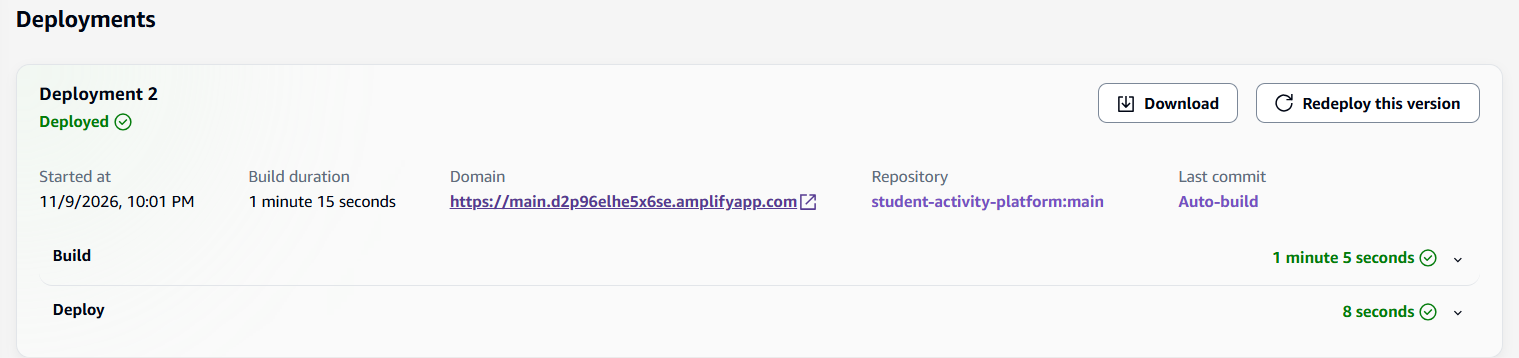 Deployments
Deployment 2
Deployed
Download
Redeploy this version
Started at
11/9/2026, 10:01 PM
Build duration
1 minute 15 seconds
Domain
https://main.d2p96elhe5x6se.amplifyapp.com
Repository
student-activity-platform:main
Last commit
Auto-build
Build
1 minute 5 seconds
Deploy
8 seconds